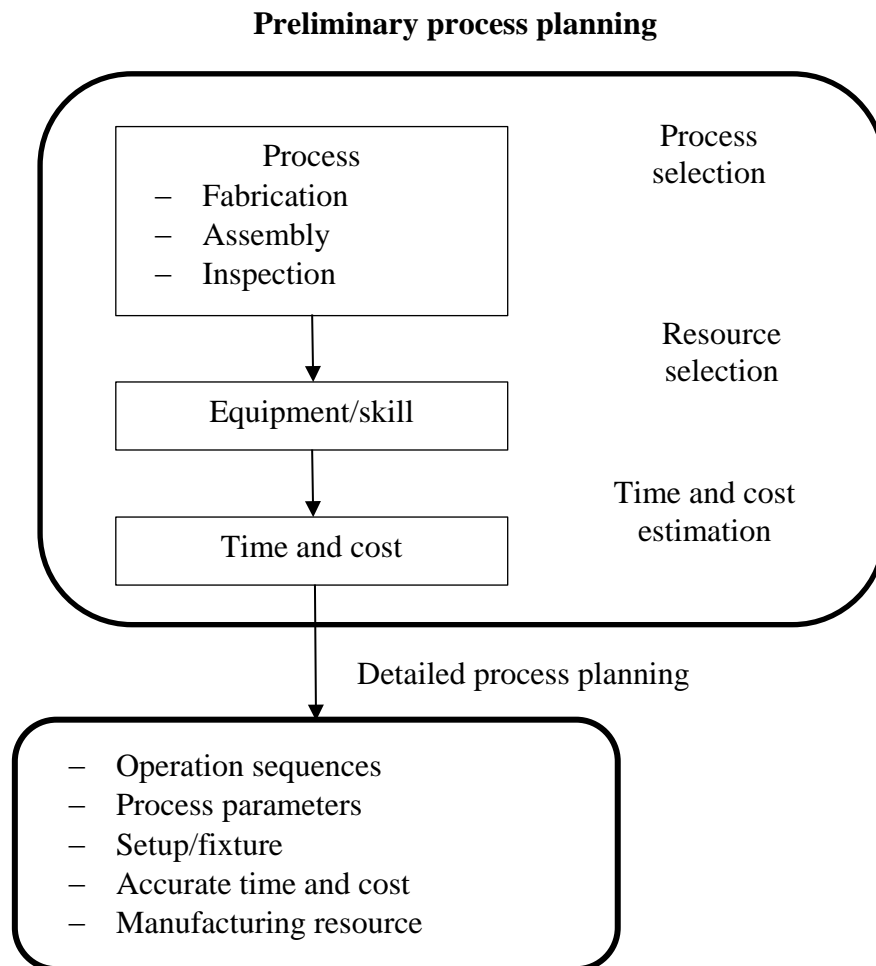 Preliminary process planning
Process
– Fabrication
– Assembly
– Inspection
Process
selection
Equipment/skill
Resource
selection
Time and cost
Time and cost
estimation
Detailed process planning
– Operation sequences
– Process parameters
– Setup/fixture
– Accurate time and cost
– Manufacturing resource